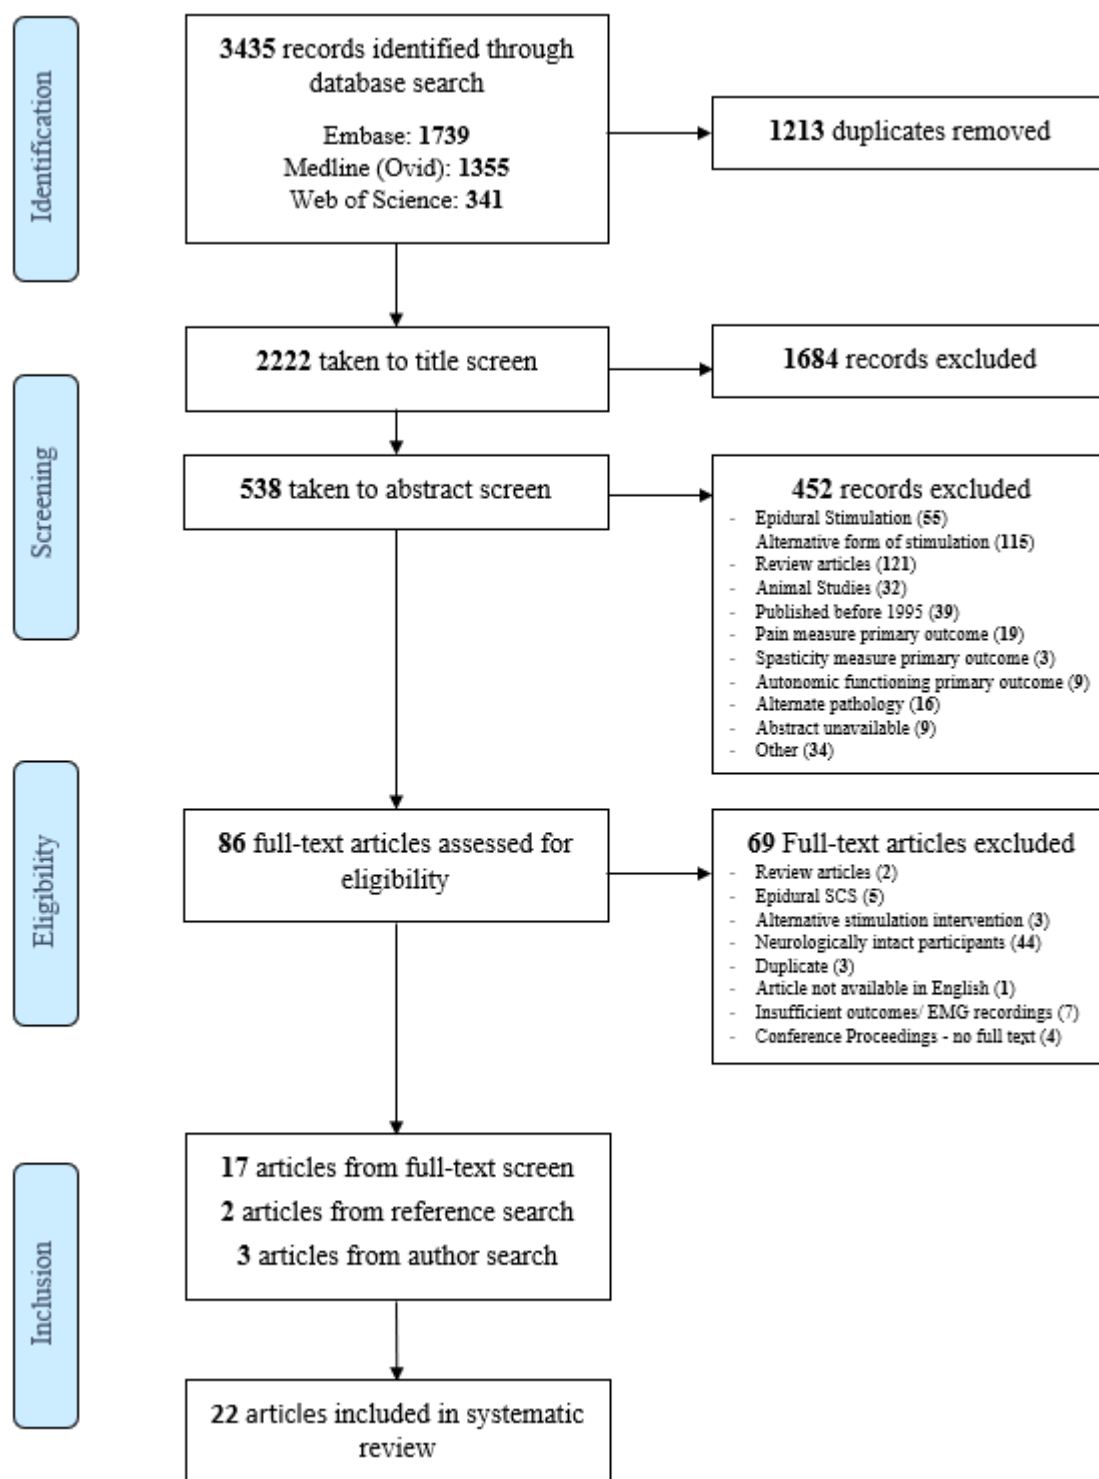 Identification
3435 records identified through
database search
Embase: 1739
Medline (Ovid): 1355
Web of Science: 341
1213 duplicates removed
Screening
2222 taken to title screen
1684 records excluded
538 taken to abstract screen
452 records excluded
- Epidural Stimulation (55)
Alternative form of stimulation (115)
- Review articles (121)
- Animal Studies (32)
- Published before 1995 (39)
- Pain measure primary outcome (19)
- Spasticity measure primary outcome (3)
- Autonomic functioning primary outcome (9)
- Alternate pathology (16)
- Abstract unavailable (9)
- Other (34)
Eligibility
86 full-text articles assessed for
eligibility
69 Full-text articles excluded
- Review articles (2)
- Epidural SCS (5)
- Alternative stimulation intervention (3)
- Neurologically intact participants (44)
- Duplicate (3)
- Article not available in English (1)
- Insufficient outcomes/ EMG recordings (7)
- Conference Proceedings - no full text (4)
Inclusion
17 articles from full-text screen
2 articles from reference search
3 articles from author search
22 articles included in systematic
review